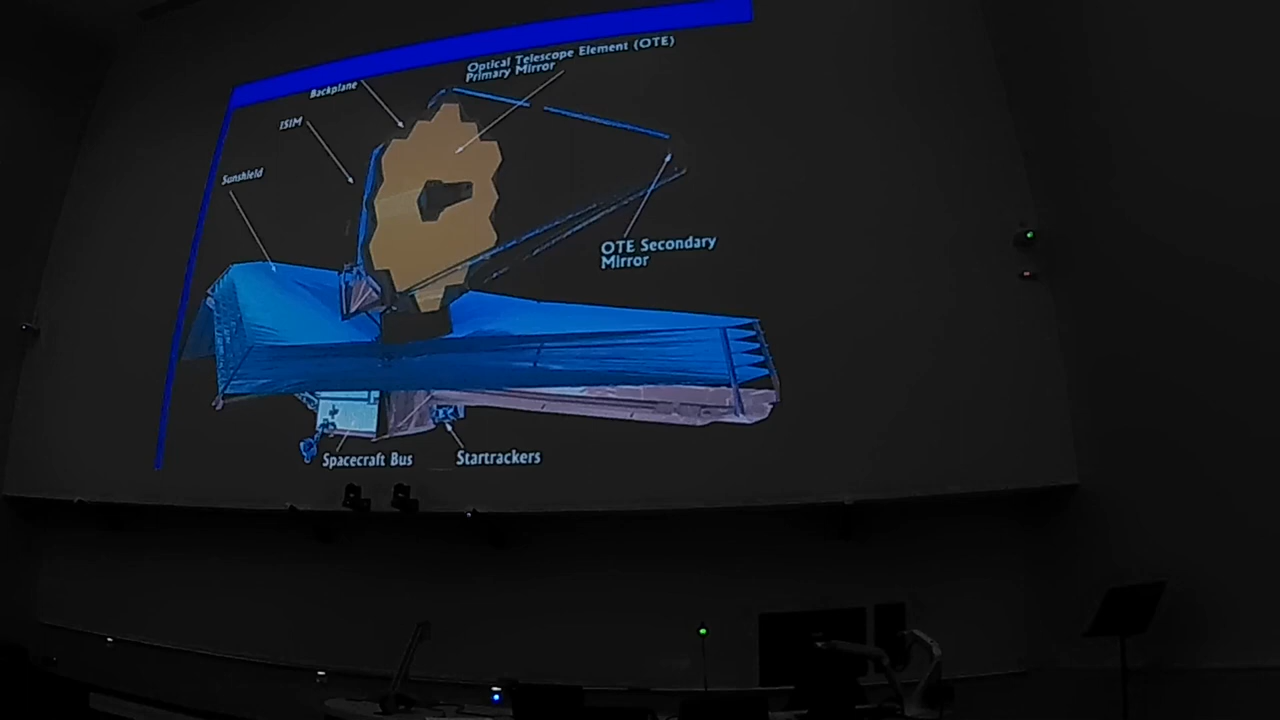 Optical Telescope Element (OTE)
Primary Mirror
Backplane
ISIM
Sunshield
OTE Secondary
Mirror
Spacecraft Bus
Startrackers